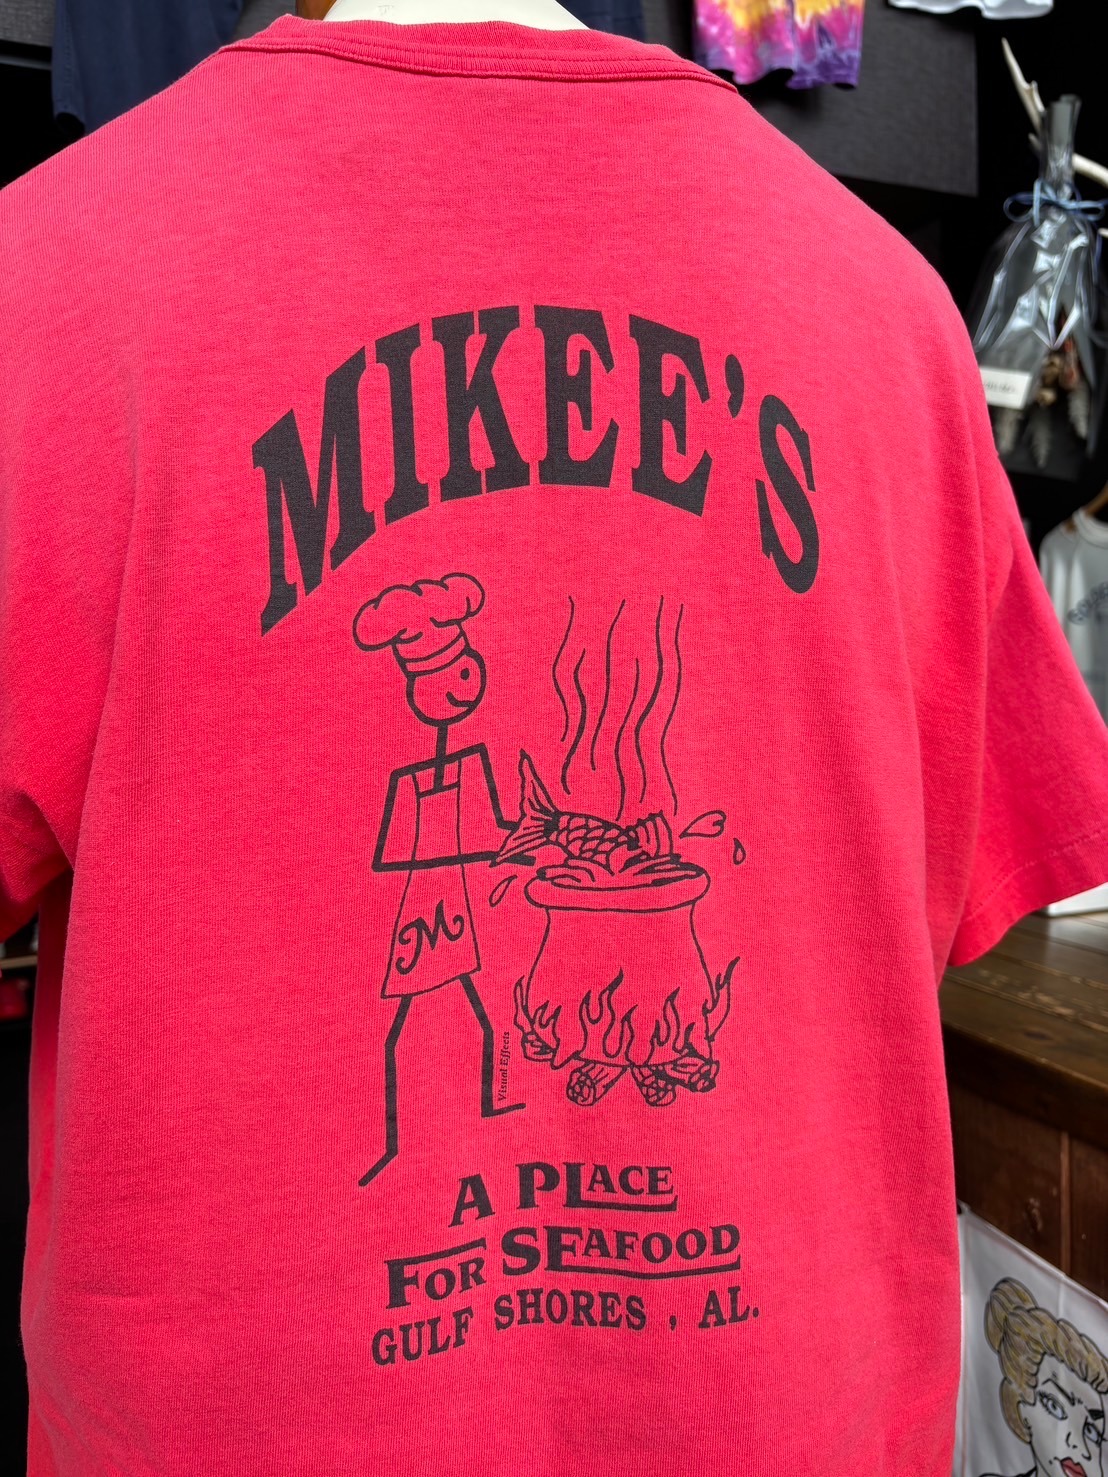 MIKEE'S
M
Visual Effects
A PLACE
FOR SEAFOOD
GULF SHORES , AL.